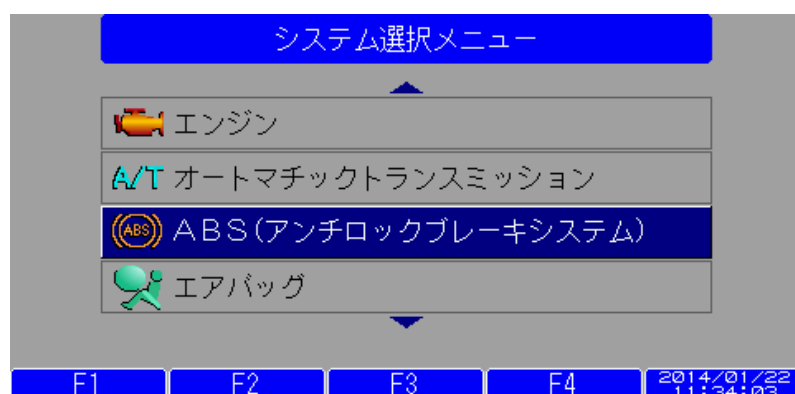 システム選択メニュー
エンジン
A/T オートマチックトランスミッション
(ABS) ＡＢＳ(アンチロックブレーキシステム)
エアバッグ
F1 F2 F3 F4 2014/01/22
11:34:03